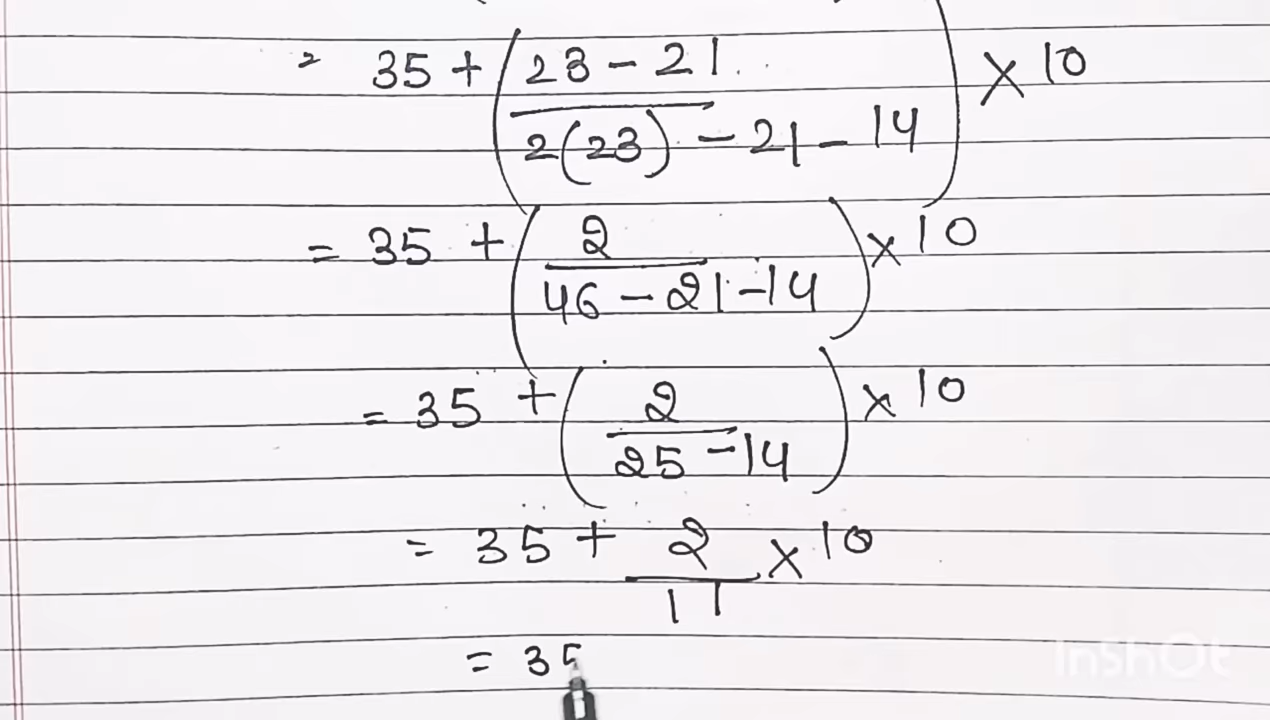 = 35 + (23 - 21 / 2(23) - 21 - 14) × 10
= 35 + (2 / 46 - 21 - 14) × 10
= 35 + (2 / 25 - 14) × 10
= 35 + 2 / 11 × 10
= 35
InShot